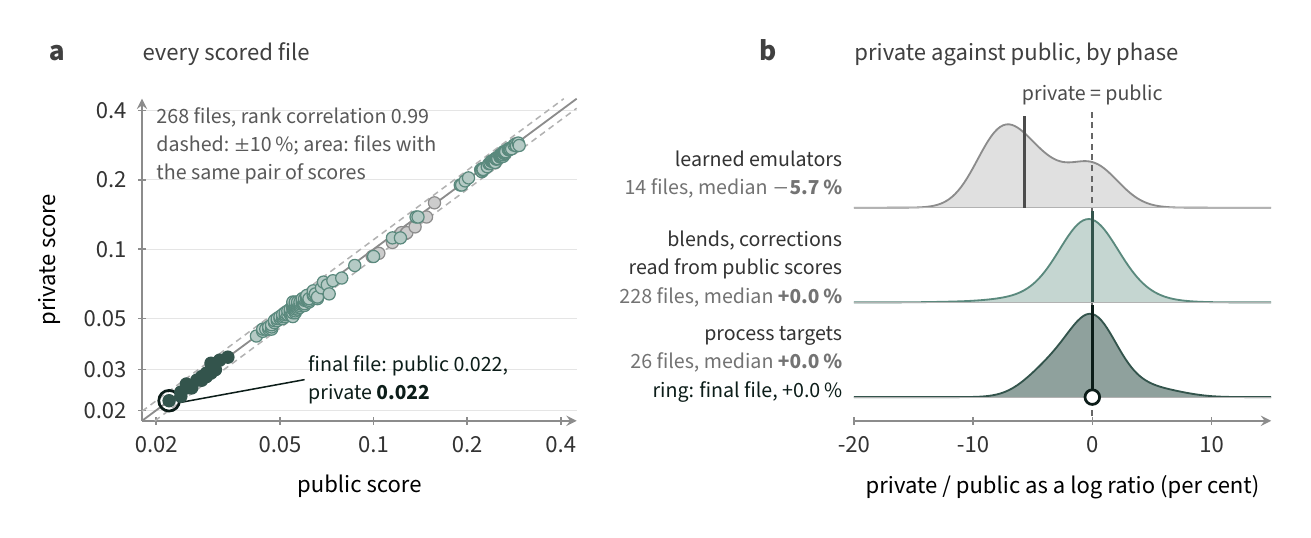 a every scored file
268 files, rank correlation 0.99
dashed: ±10 %; area: files with
the same pair of scores
0.4
0.2
0.1
0.05
0.03
0.02
private score
final file: public 0.022,
private 0.022
0.02 0.05 0.1 0.2 0.4
public score
b private against public, by phase
private = public
learned emulators
14 files, median −5.7 %
blends, corrections
read from public scores
228 files, median +0.0 %
process targets
26 files, median +0.0 %
ring: final file, +0.0 %
-20 -10 0 10
private / public as a log ratio (per cent)